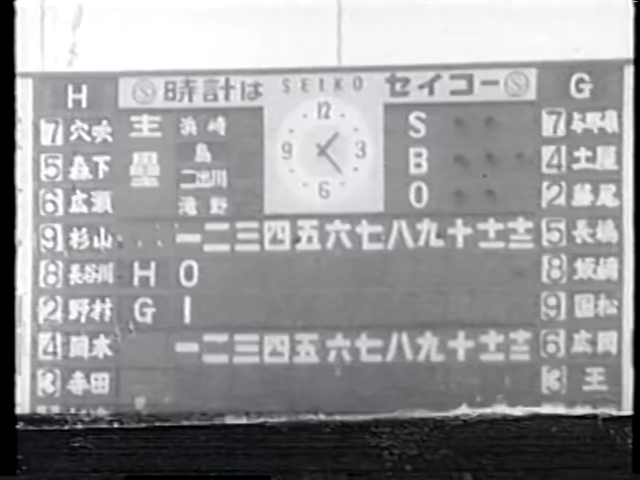 H Ⓢ時計は SEIKO セイコーⓈ G
7 穴吹 主 浜崎 12 S 7 与那嶺
5 森下 塁 島 9 3 B 4 土屋
二出川
6 広瀬 滝野 6 O 2 藤尾
9 杉山 一二三四五六七八九十十一十二 5 長嶋
8 長谷川 H 0 8 坂崎
2 野村 G 1 9 国松
4 岡本 一二三四五六七八九十十一十二 6 広岡
3 寺田 3 王